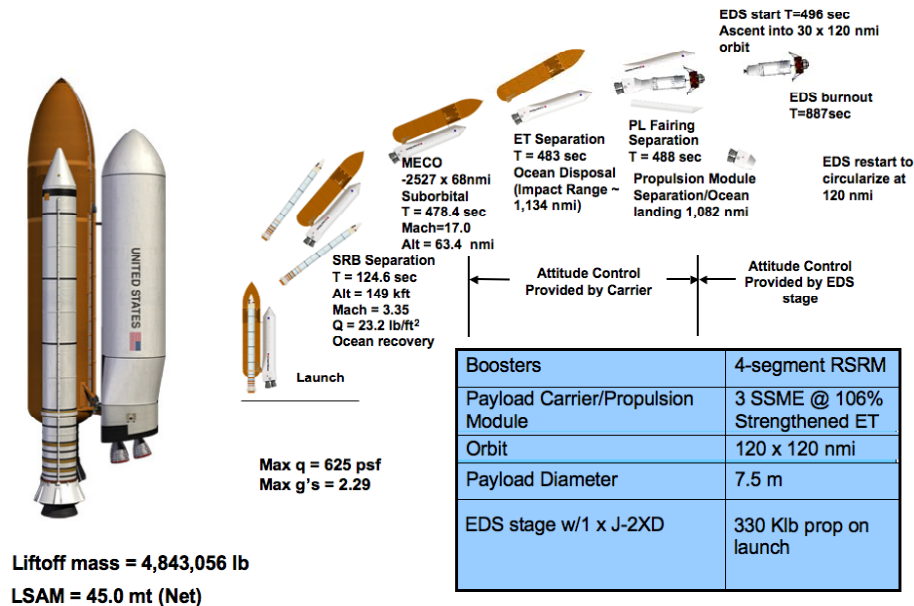 EDS start T=496 sec
Ascent into 30 x 120 nmi
orbit
EDS burnout
T=887sec
EDS restart to
circularize at
120 nmi
PL Fairing
Separation
T = 488 sec
Propulsion Module
Separation/Ocean
landing 1,082 nmi
ET Separation
T = 483 sec
Ocean Disposal
(Impact Range ~
1,134 nmi)
MECO
-2527 x 68nmi
Suborbital
T = 478.4 sec
Mach=17.0
Alt = 63.4 nmi
SRB Separation
T = 124.6 sec
Alt = 149 kft
Mach = 3.35
Q = 23.2 lb/ft²
Ocean recovery
Launch
Attitude Control
Provided by Carrier
Attitude Control
Provided by EDS
stage
UNITED STATES
Max q = 625 psf
Max g's = 2.29
Boosters
4-segment RSRM
Payload Carrier/Propulsion
Module
3 SSME @ 106%
Strengthened ET
Orbit
120 x 120 nmi
Payload Diameter
7.5 m
EDS stage w/1 x J-2XD
330 Klb prop on
launch
Liftoff mass = 4,843,056 lb
LSAM = 45.0 mt (Net)